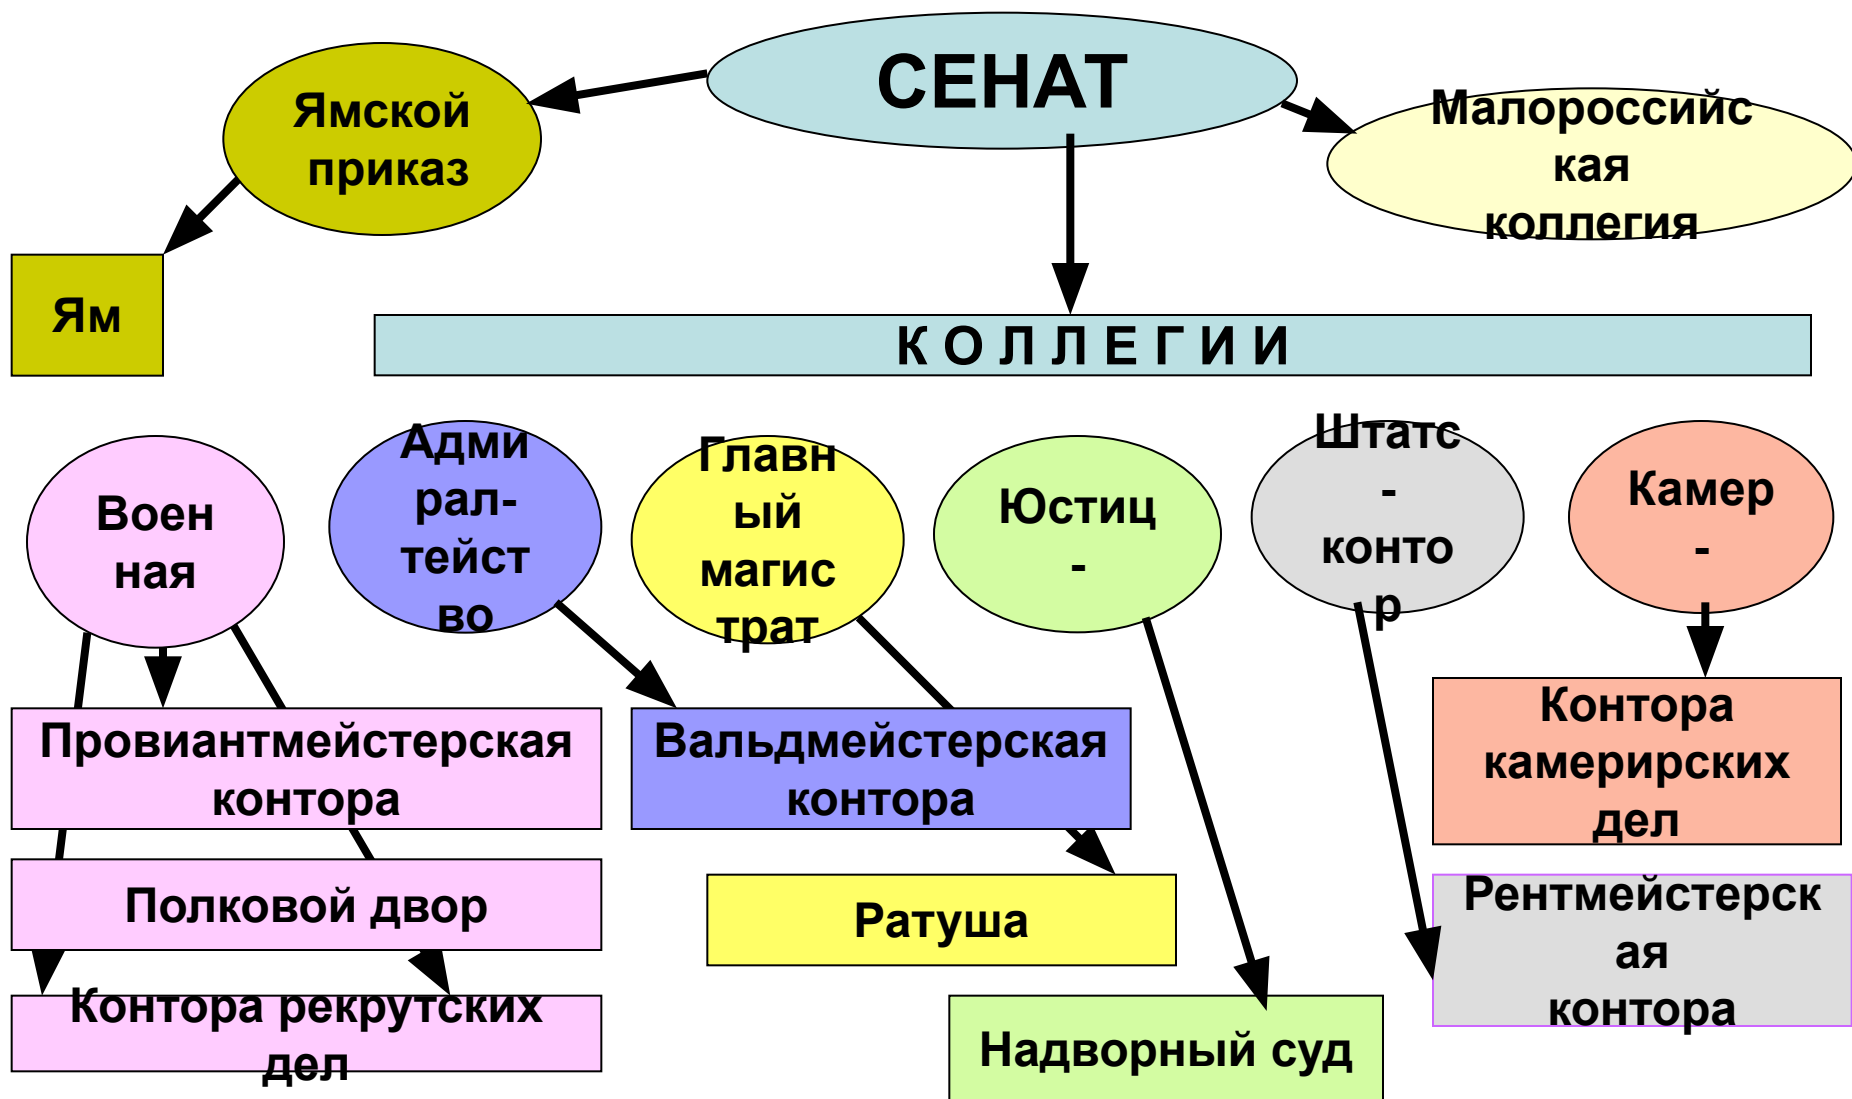 СЕНАТ
Ямской
приказ
Малороссийс
кая
коллегия
Ям
К О Л Л Е Г И И
Воен
ная
Адми
рал-
тейст
во
Главн
ый
магис
трат
Юстиц
-
Штатс
-
конто
р
Камер
-
Провиантмейстерская
контора
Вальдмейстерская
контора
Контора
камерирских
дел
Полковой двор
Ратуша
Рентмейстерск
ая
контора
Контора рекрутских
дел
Надворный суд